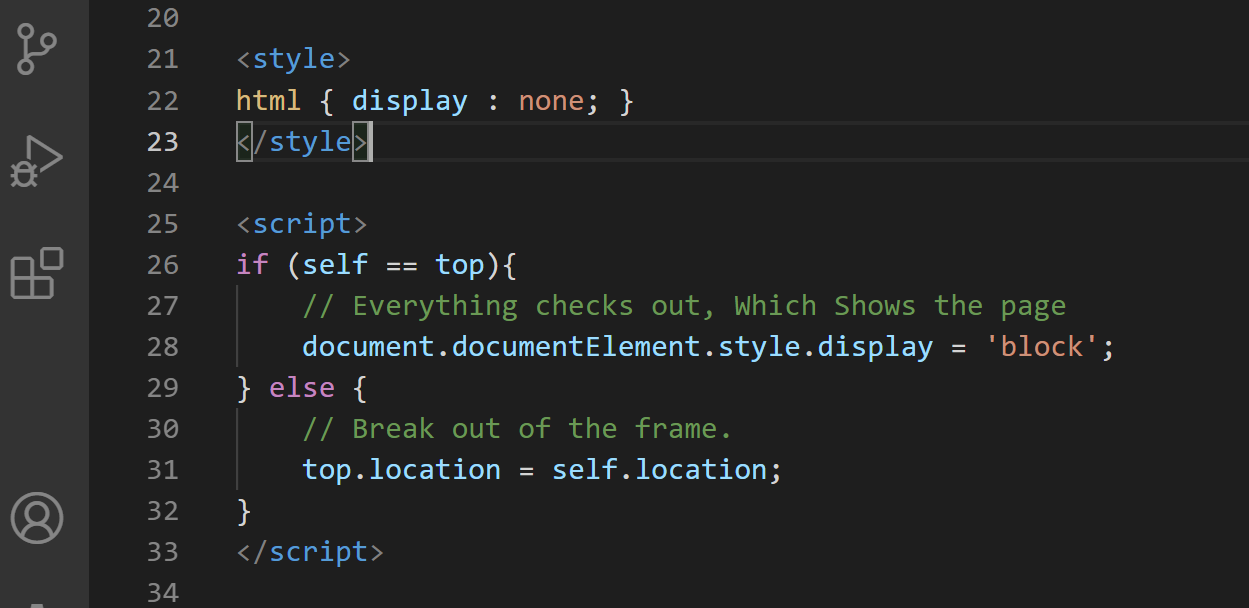 20
21 <style>
22 html { display : none; }
23 </style>
24
25 <script>
26 if (self == top){
27     // Everything checks out, Which Shows the page
28     document.documentElement.style.display = 'block';
29 } else {
30     // Break out of the frame.
31     top.location = self.location;
32 }
33 </script>
34